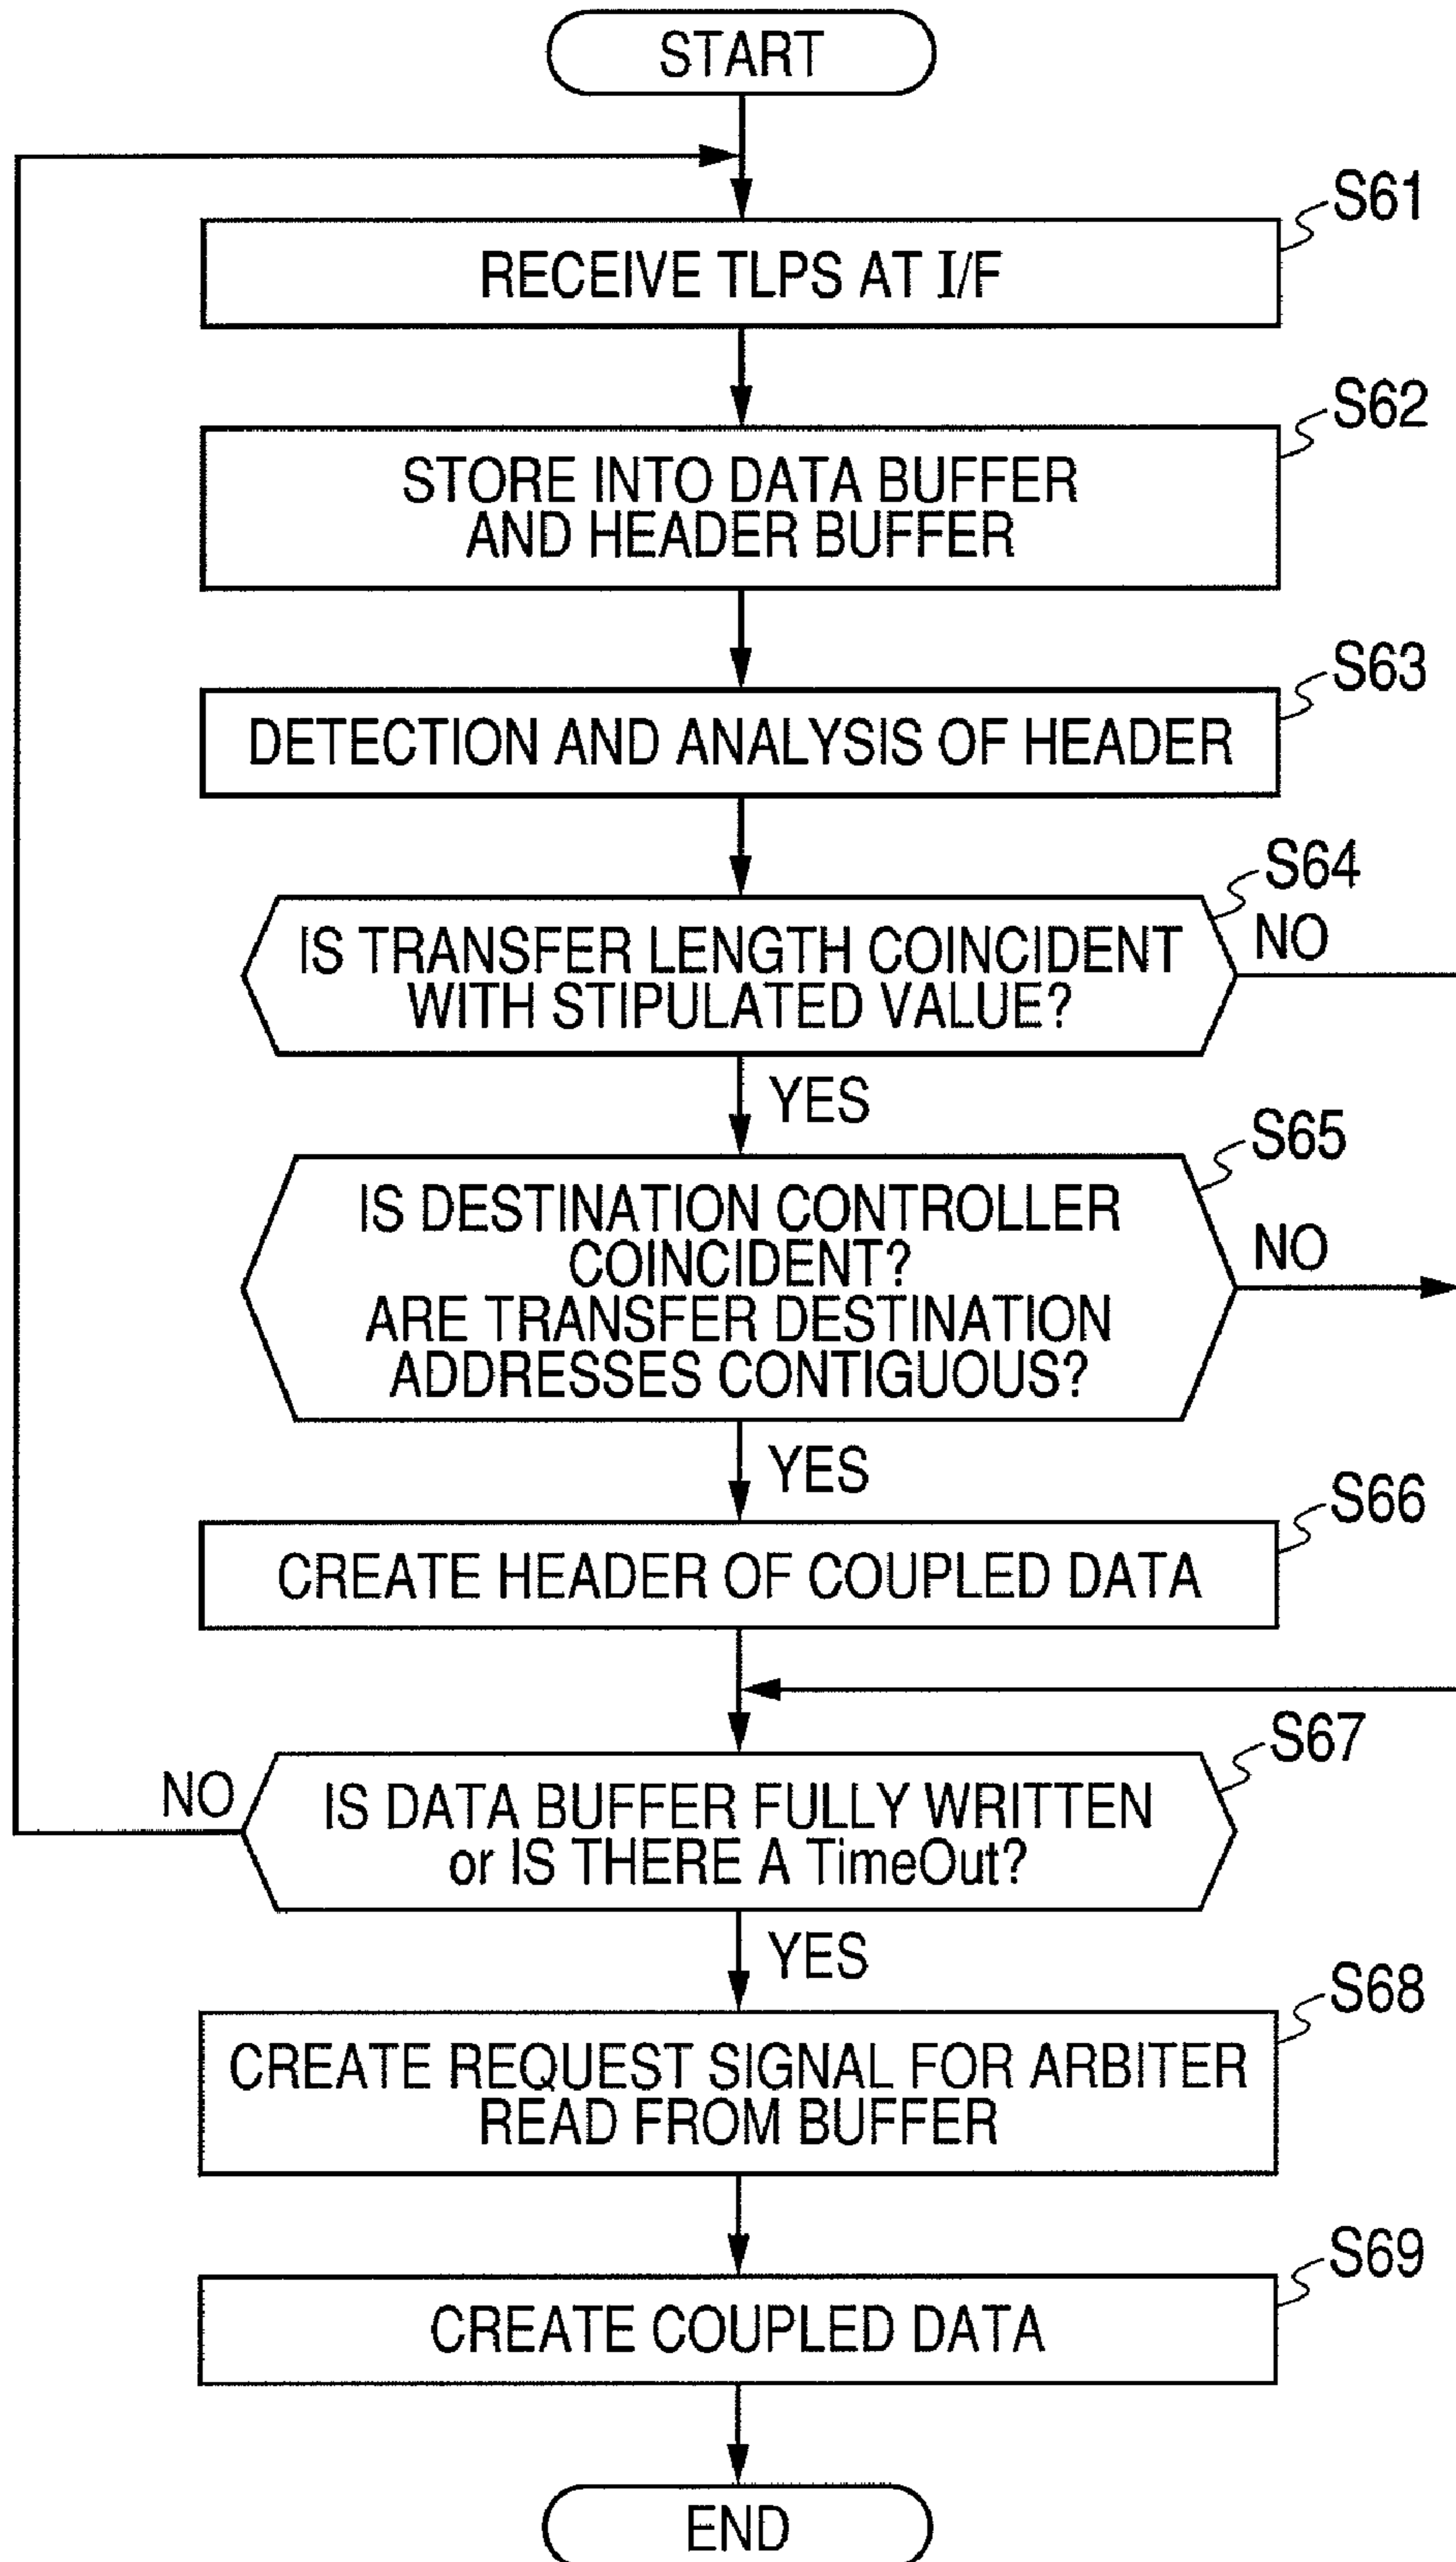 START
S61
RECEIVE TLPS AT I/F
S62
STORE INTO DATA BUFFER
AND HEADER BUFFER
S63
DETECTION AND ANALYSIS OF HEADER
S64
IS TRANSFER LENGTH COINCIDENT
WITH STIPULATED VALUE?
NO
YES
S65
IS DESTINATION CONTROLLER
COINCIDENT?
ARE TRANSFER DESTINATION
ADDRESSES CONTIGUOUS?
NO
YES
S66
CREATE HEADER OF COUPLED DATA
S67
NO
IS DATA BUFFER FULLY WRITTEN
or IS THERE A TimeOut?
YES
S68
CREATE REQUEST SIGNAL FOR ARBITER
READ FROM BUFFER
S69
CREATE COUPLED DATA
END